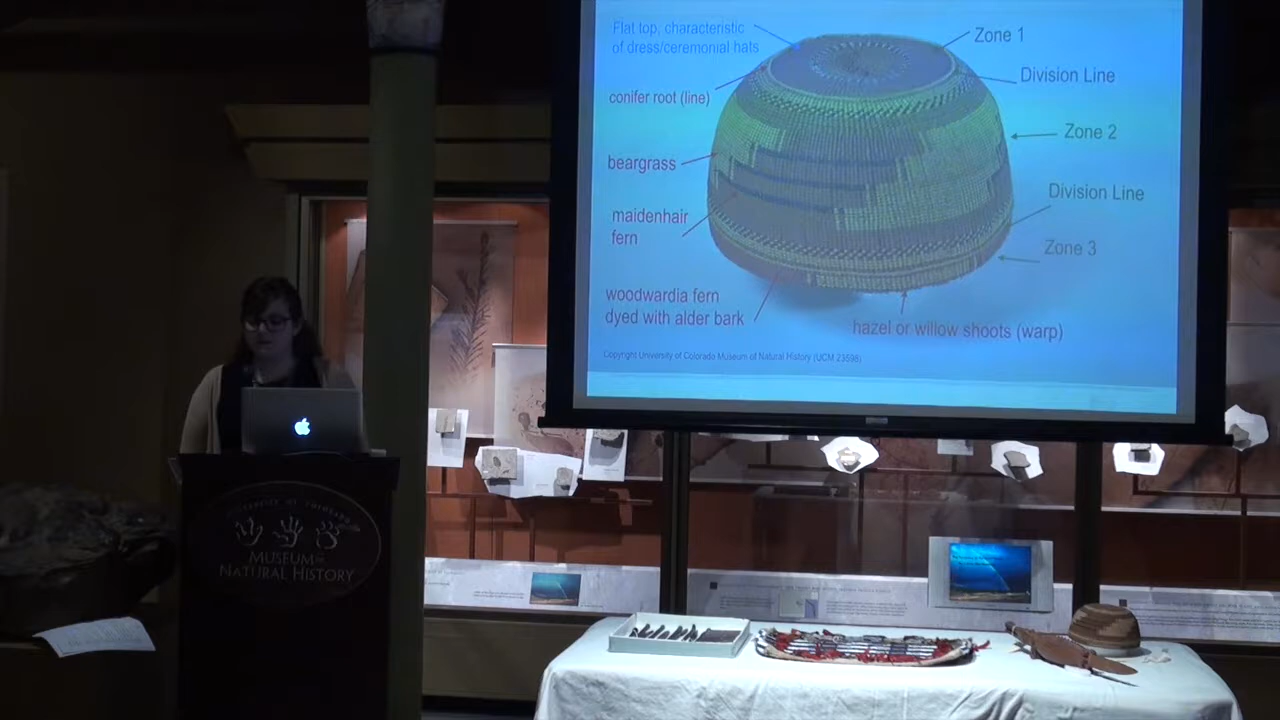 Flat top, characteristic
of dress/ceremonial hats
Zone 1
conifer root (line)
Division Line
Zone 2
beargrass
Division Line
maidenhair
fern
Zone 3
woodwardia fern
dyed with alder bark
hazel or willow shoots (warp)
Copyright University of Colorado Museum of Natural History (UCM 23598)
MUSEUM OF
NATURAL HISTORY